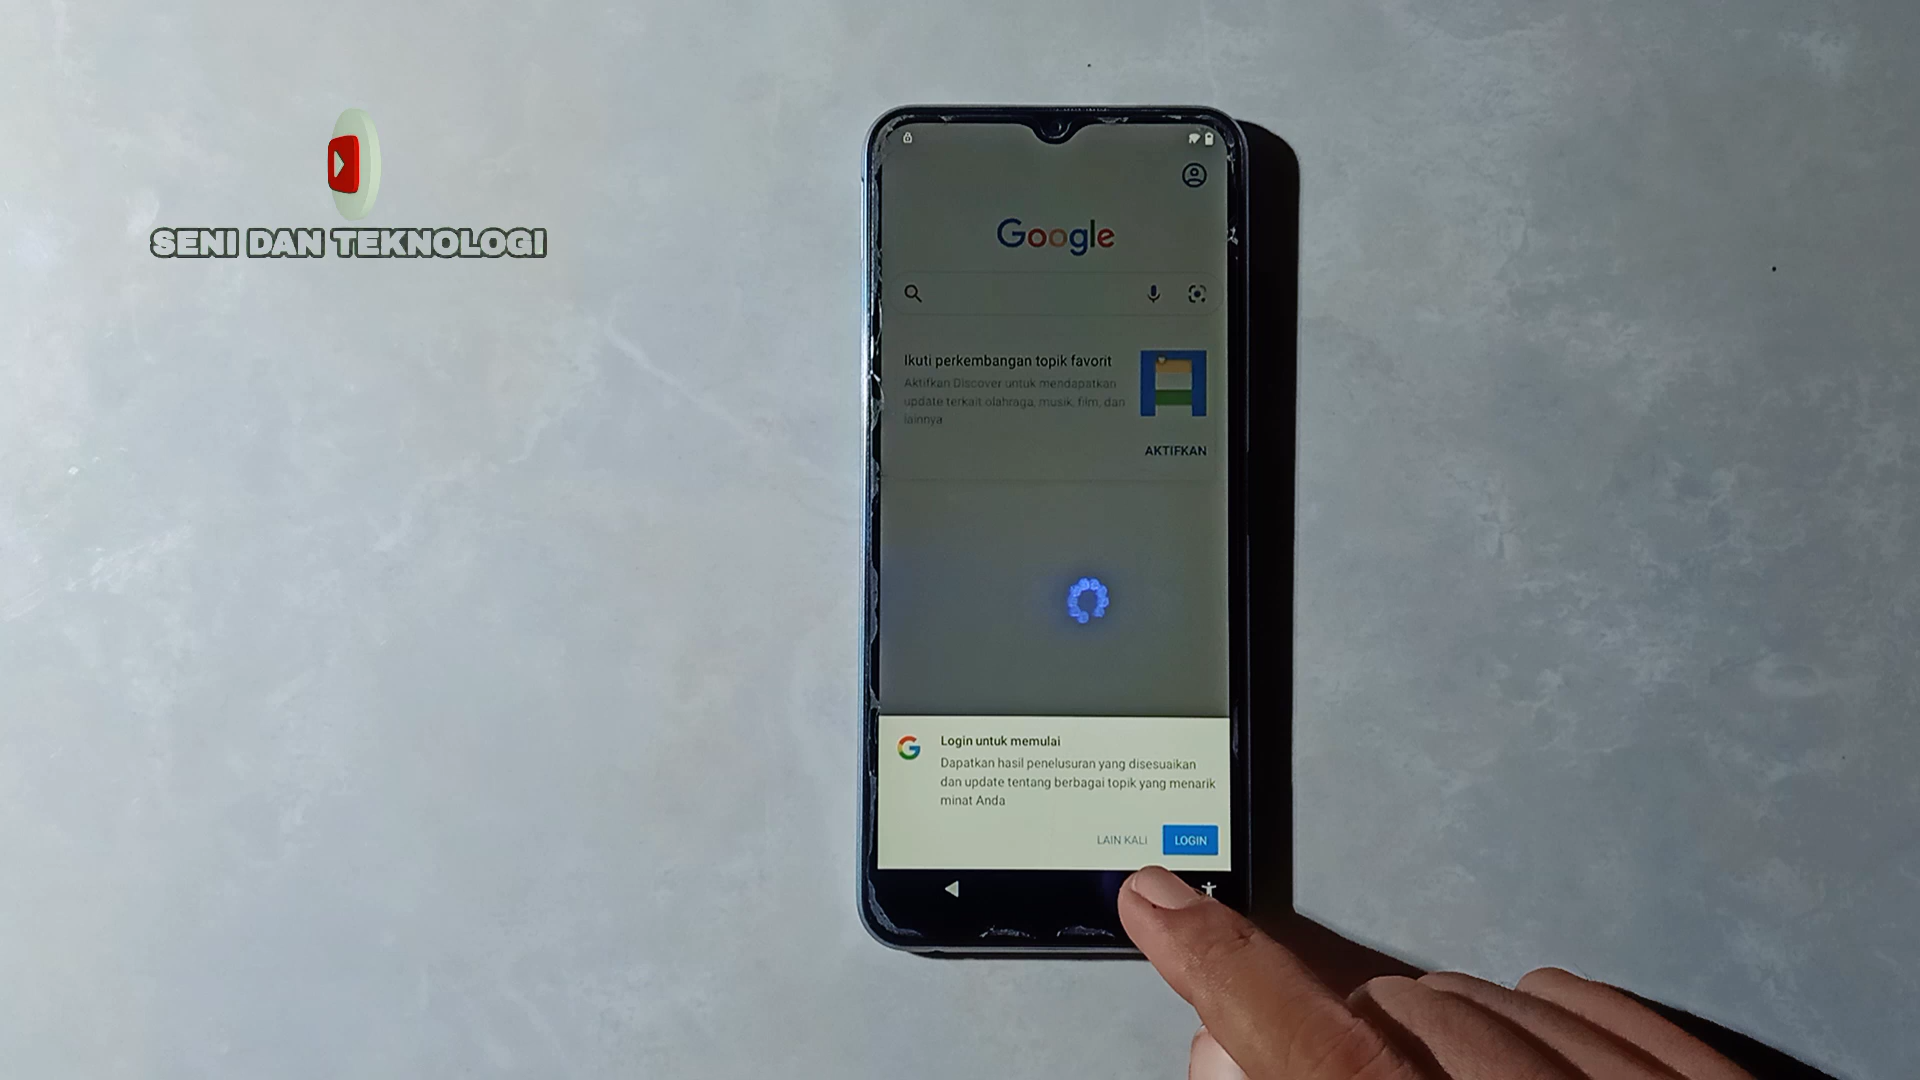 SENI DAN TEKNOLOGI
Google
Ikuti perkembangan topik favorit
Aktifkan Discover untuk mendapatkan
update terkait olahraga, musik, film, dan
lainnya
AKTIFKAN
Login untuk memulai
Dapatkan hasil penelusuran yang disesuaikan
dan update tentang berbagai topik yang menarik
minat Anda
LAIN KALI
LOGIN